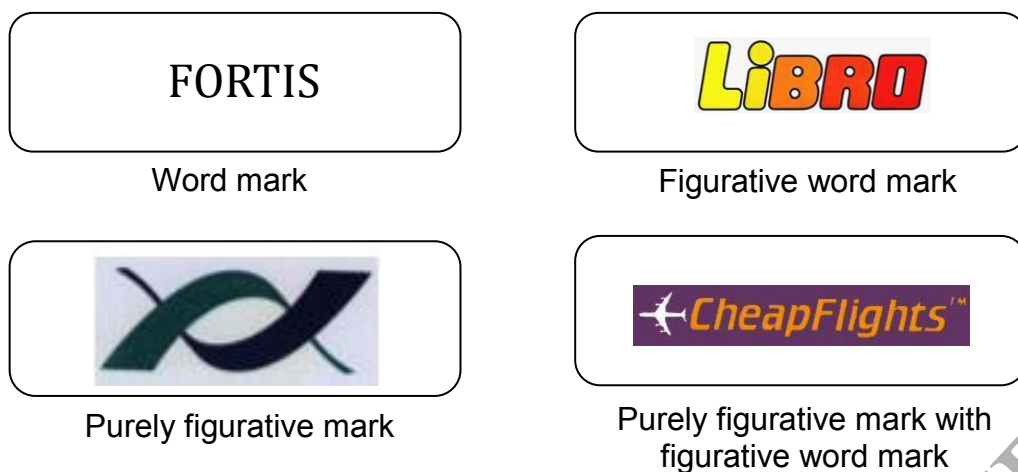 FORTIS
Word mark
LiBRO
Figurative word mark
Purely figurative mark
CheapFlights™
Purely figurative mark with
figurative word mark